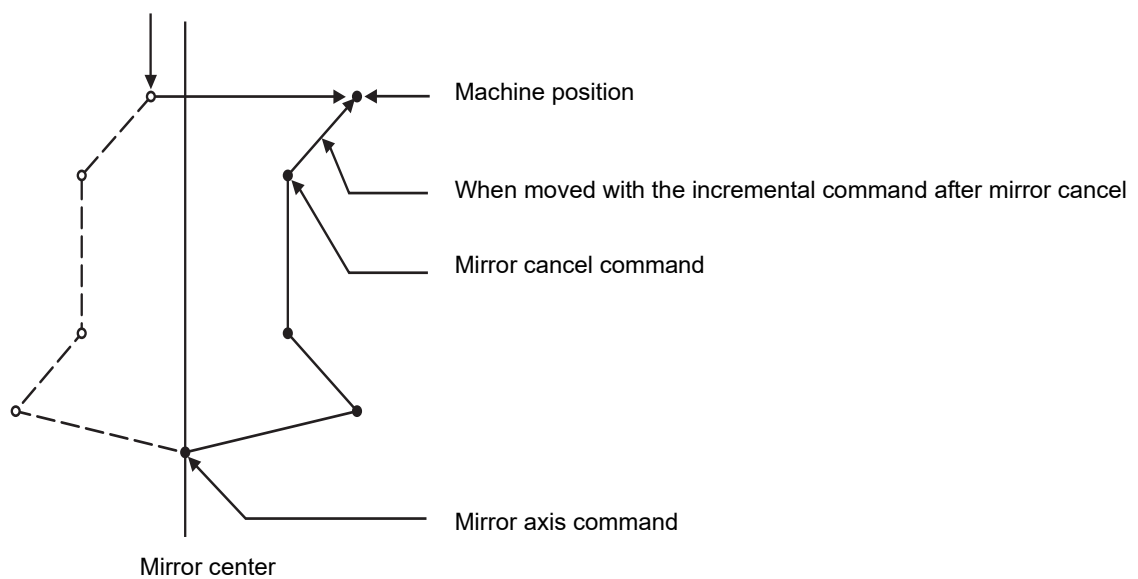 Machine position
When moved with the incremental command after mirror cancel
Mirror cancel command
Mirror axis command
Mirror center